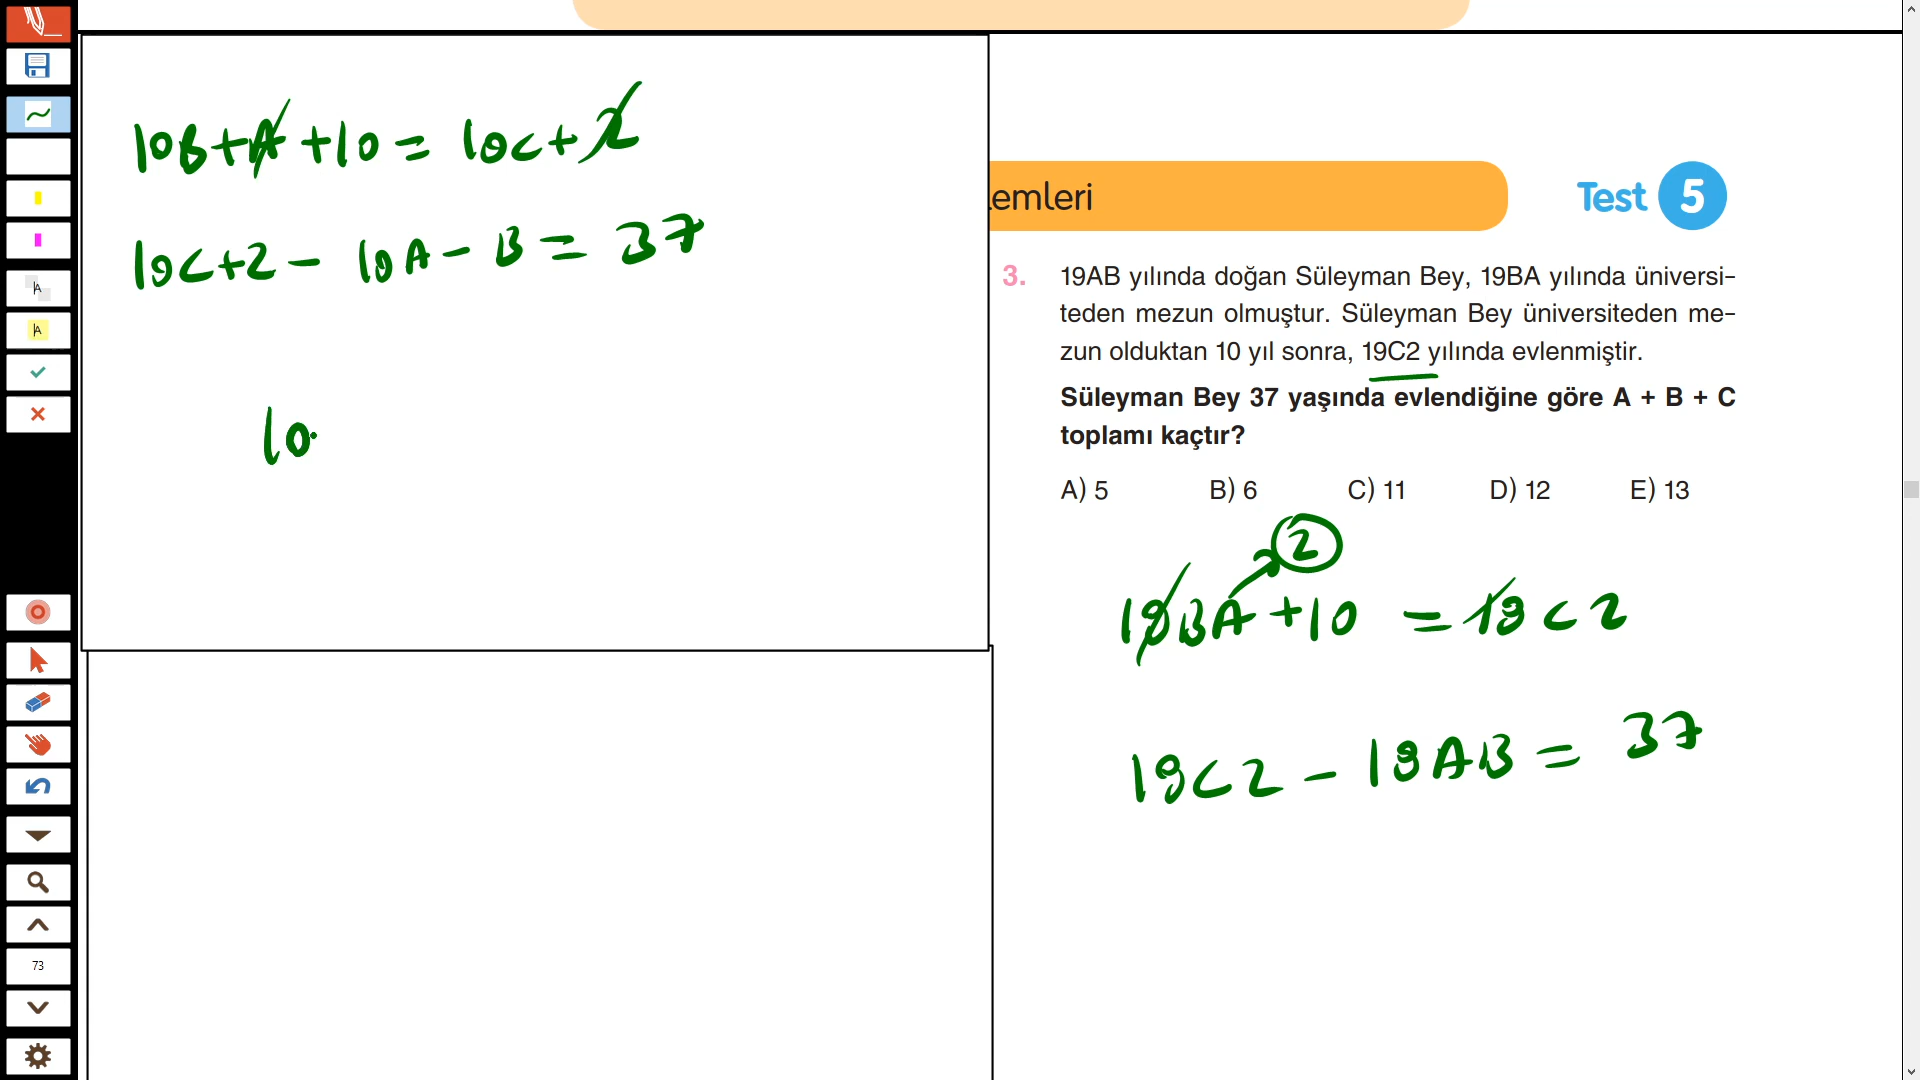 10B+A+10=10C+2
10C+2-10A-B=37
10
emleri
Test 5
3. 19AB yılında doğan Süleyman Bey, 19BA yılında üniversi-
teden mezun olmuştur. Süleyman Bey üniversiteden me-
zun olduktan 10 yıl sonra, 19C2 yılında evlenmiştir.
Süleyman Bey 37 yaşında evlendiğine göre A + B + C
toplamı kaçtır?
A) 5 B) 6 C) 11 D) 12 E) 13
2
19BA+10=19C2
19C2-19AB=37
A
A
73